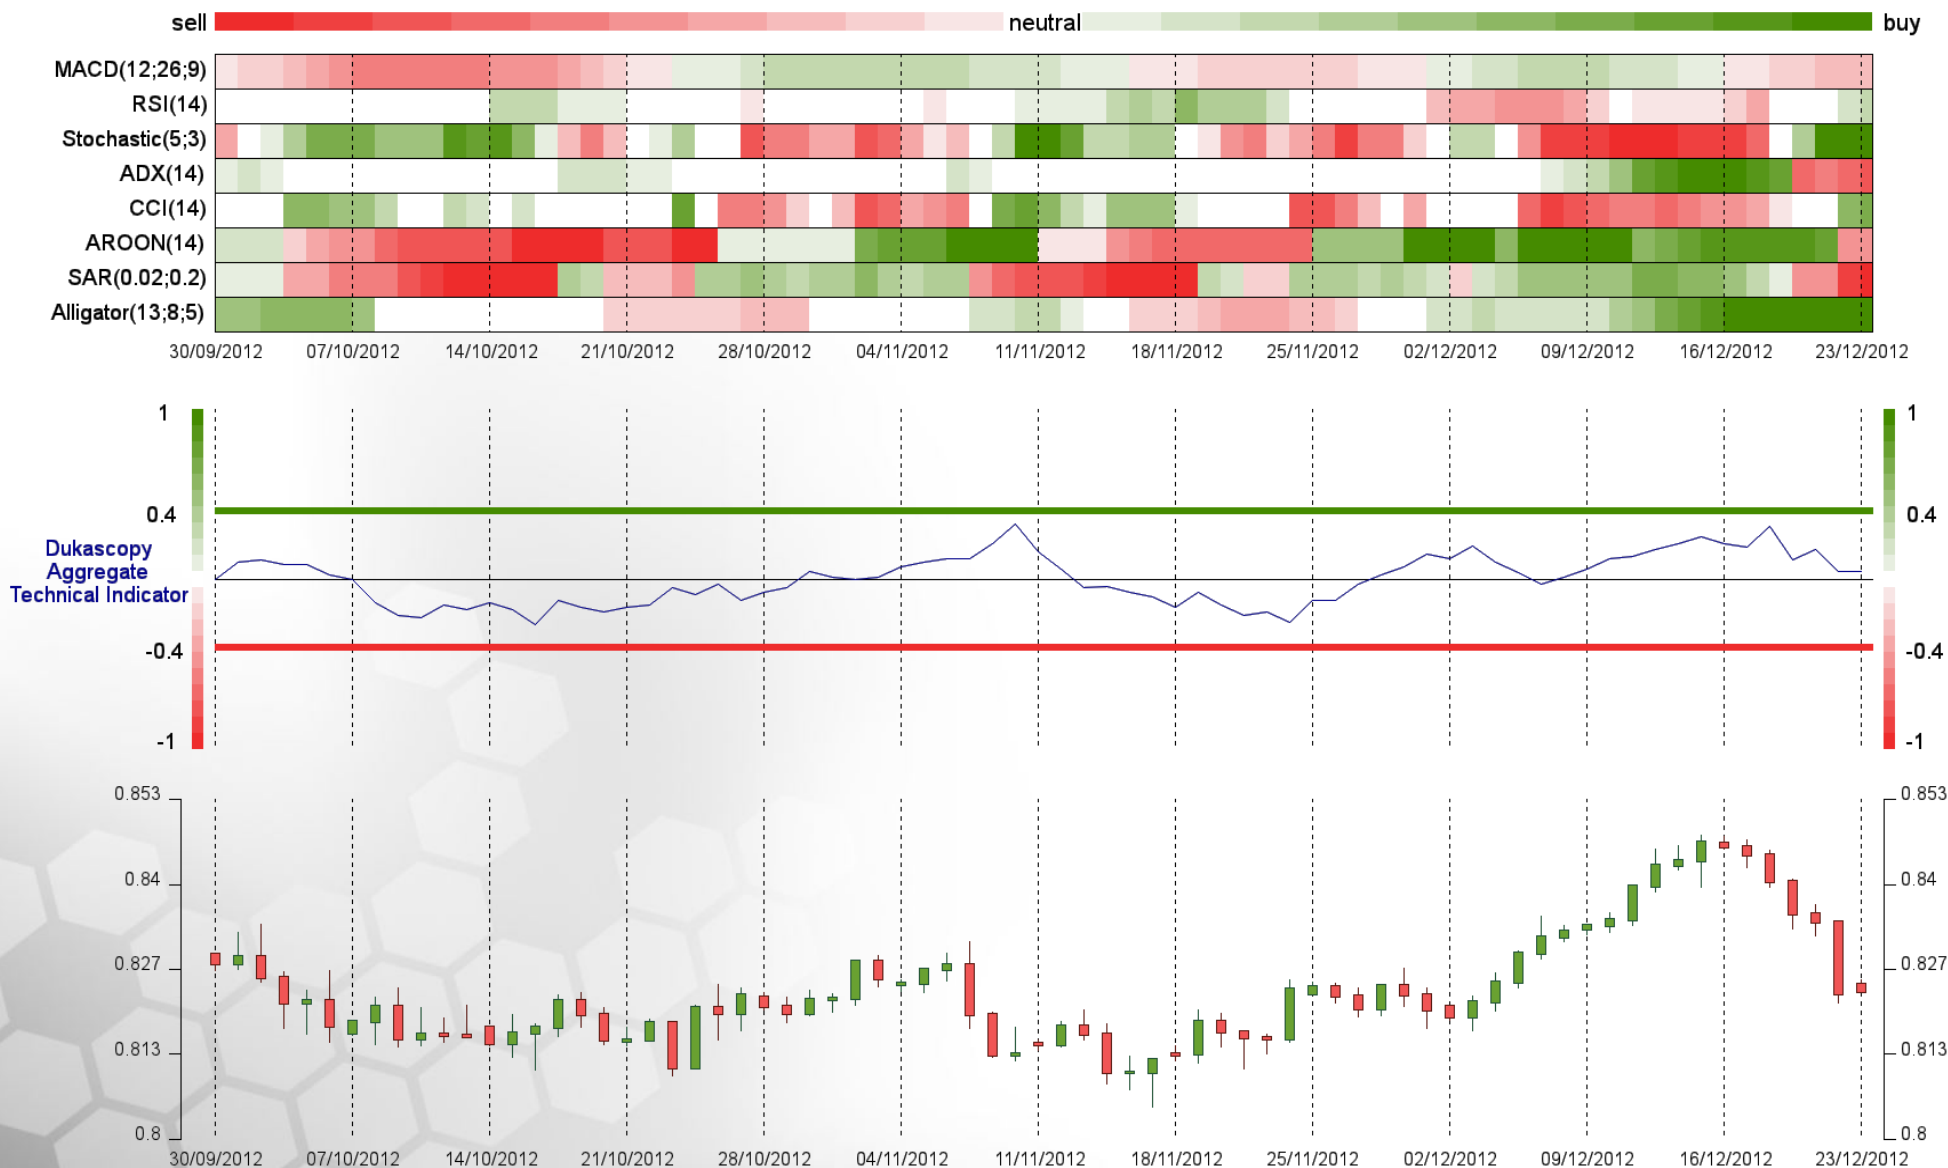 sell neutral buy
MACD(12;26;9)
RSI(14)
Stochastic(5;3)
ADX(14)
CCI(14)
AROON(14)
SAR(0.02;0.2)
Alligator(13;8;5)
30/09/2012 07/10/2012 14/10/2012 21/10/2012 28/10/2012 04/11/2012 11/11/2012 18/11/2012 25/11/2012 02/12/2012 09/12/2012 16/12/2012 23/12/2012
1 1
0.4 0.4
Dukascopy
Aggregate
Technical Indicator
-0.4 -0.4
-1 -1
0.853 0.853
0.84 0.84
0.827 0.827
0.813 0.813
0.8 0.8
30/09/2012 07/10/2012 14/10/2012 21/10/2012 28/10/2012 04/11/2012 11/11/2012 18/11/2012 25/11/2012 02/12/2012 09/12/2012 16/12/2012 23/12/2012